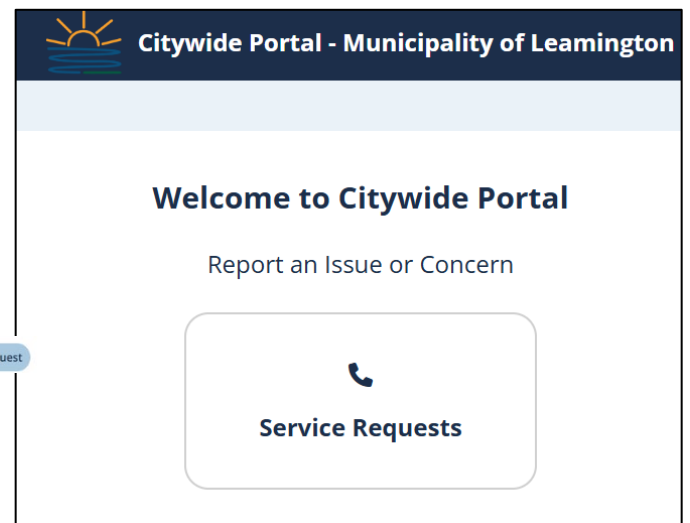 Citywide Portal - Municipality of Leamington
Welcome to Citywide Portal
Report an Issue or Concern
uest
Service Requests